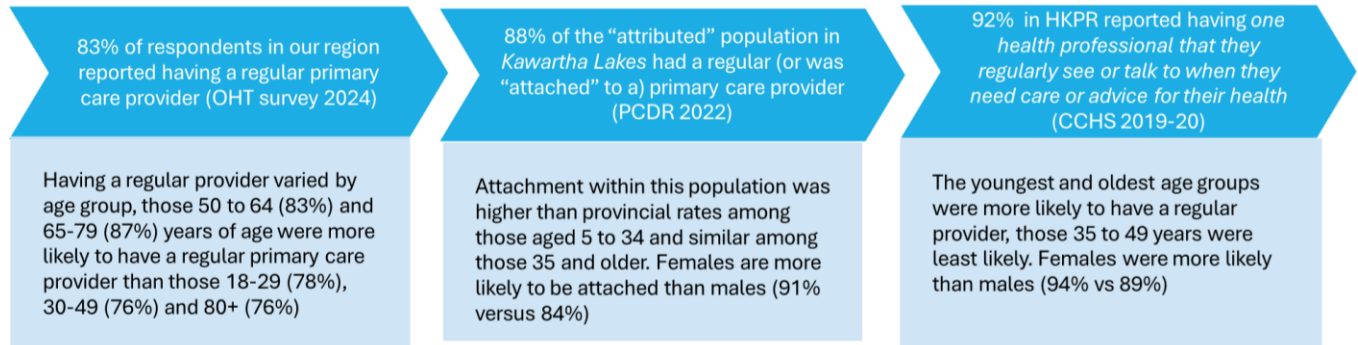 83% of respondents in our region
reported having a regular primary
care provider (OHT survey 2024)
Having a regular provider varied by
age group, those 50 to 64 (83%) and
65-79 (87%) years of age were more
likely to have a regular primary care
provider than those 18-29 (78%),
30-49 (76%) and 80+ (76%)
88% of the “attributed” population in
Kawartha Lakes had a regular (or was
“attached” to a) primary care provider
(PCDR 2022)
Attachment within this population was
higher than provincial rates among
those aged 5 to 34 and similar among
those 35 and older. Females are more
likely to be attached than males (91%
versus 84%)
92% in HKPR reported having one
health professional that they
regularly see or talk to when they
need care or advice for their health
(CCHS 2019-20)
The youngest and oldest age groups
were more likely to have a regular
provider, those 35 to 49 years were
least likely. Females were more likely
than males (94% vs 89%)